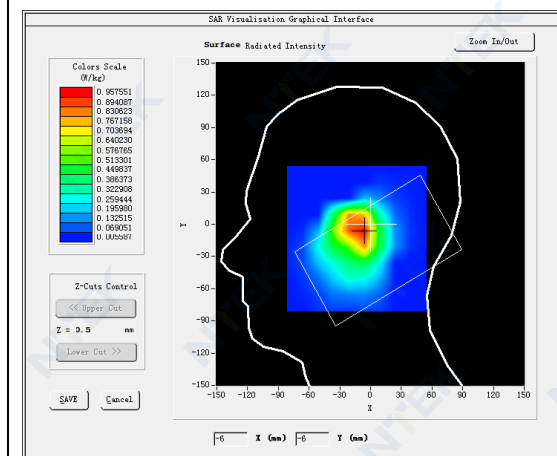 SAR Visualisation Graphical Interface
Surface Radiated Intensity
Zoom In/Out
Colors Scale
(W/kg)
0.957551
0.894087
0.830623
0.767158
0.703694
0.640230
0.576765
0.513301
0.449837
0.386373
0.322908
0.259444
0.195980
0.132515
0.069051
0.005587
150
120
90
60
30
0
-30
-60
-90
-120
-150
Y
-150 -120 -90 -60 -30 0 30 60 90 120 150
X
Z-Cuts Control
<< Upper Cut
Z = 3.5 mm
Lower Cut >>
SAVE Cancel
-6 X (mm) -6 Y (mm)
NTEK